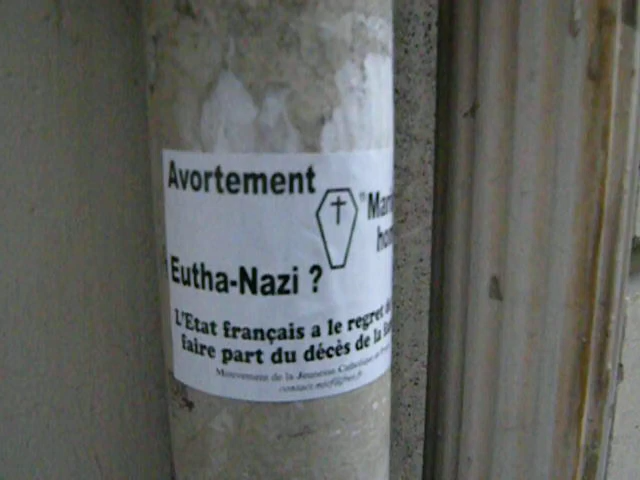 Avortement
"Mar
ho
Eutha-Nazi ?
L'Etat français a le regret de
faire part du décès de la
Mouvement de la Jeunesse Catholique